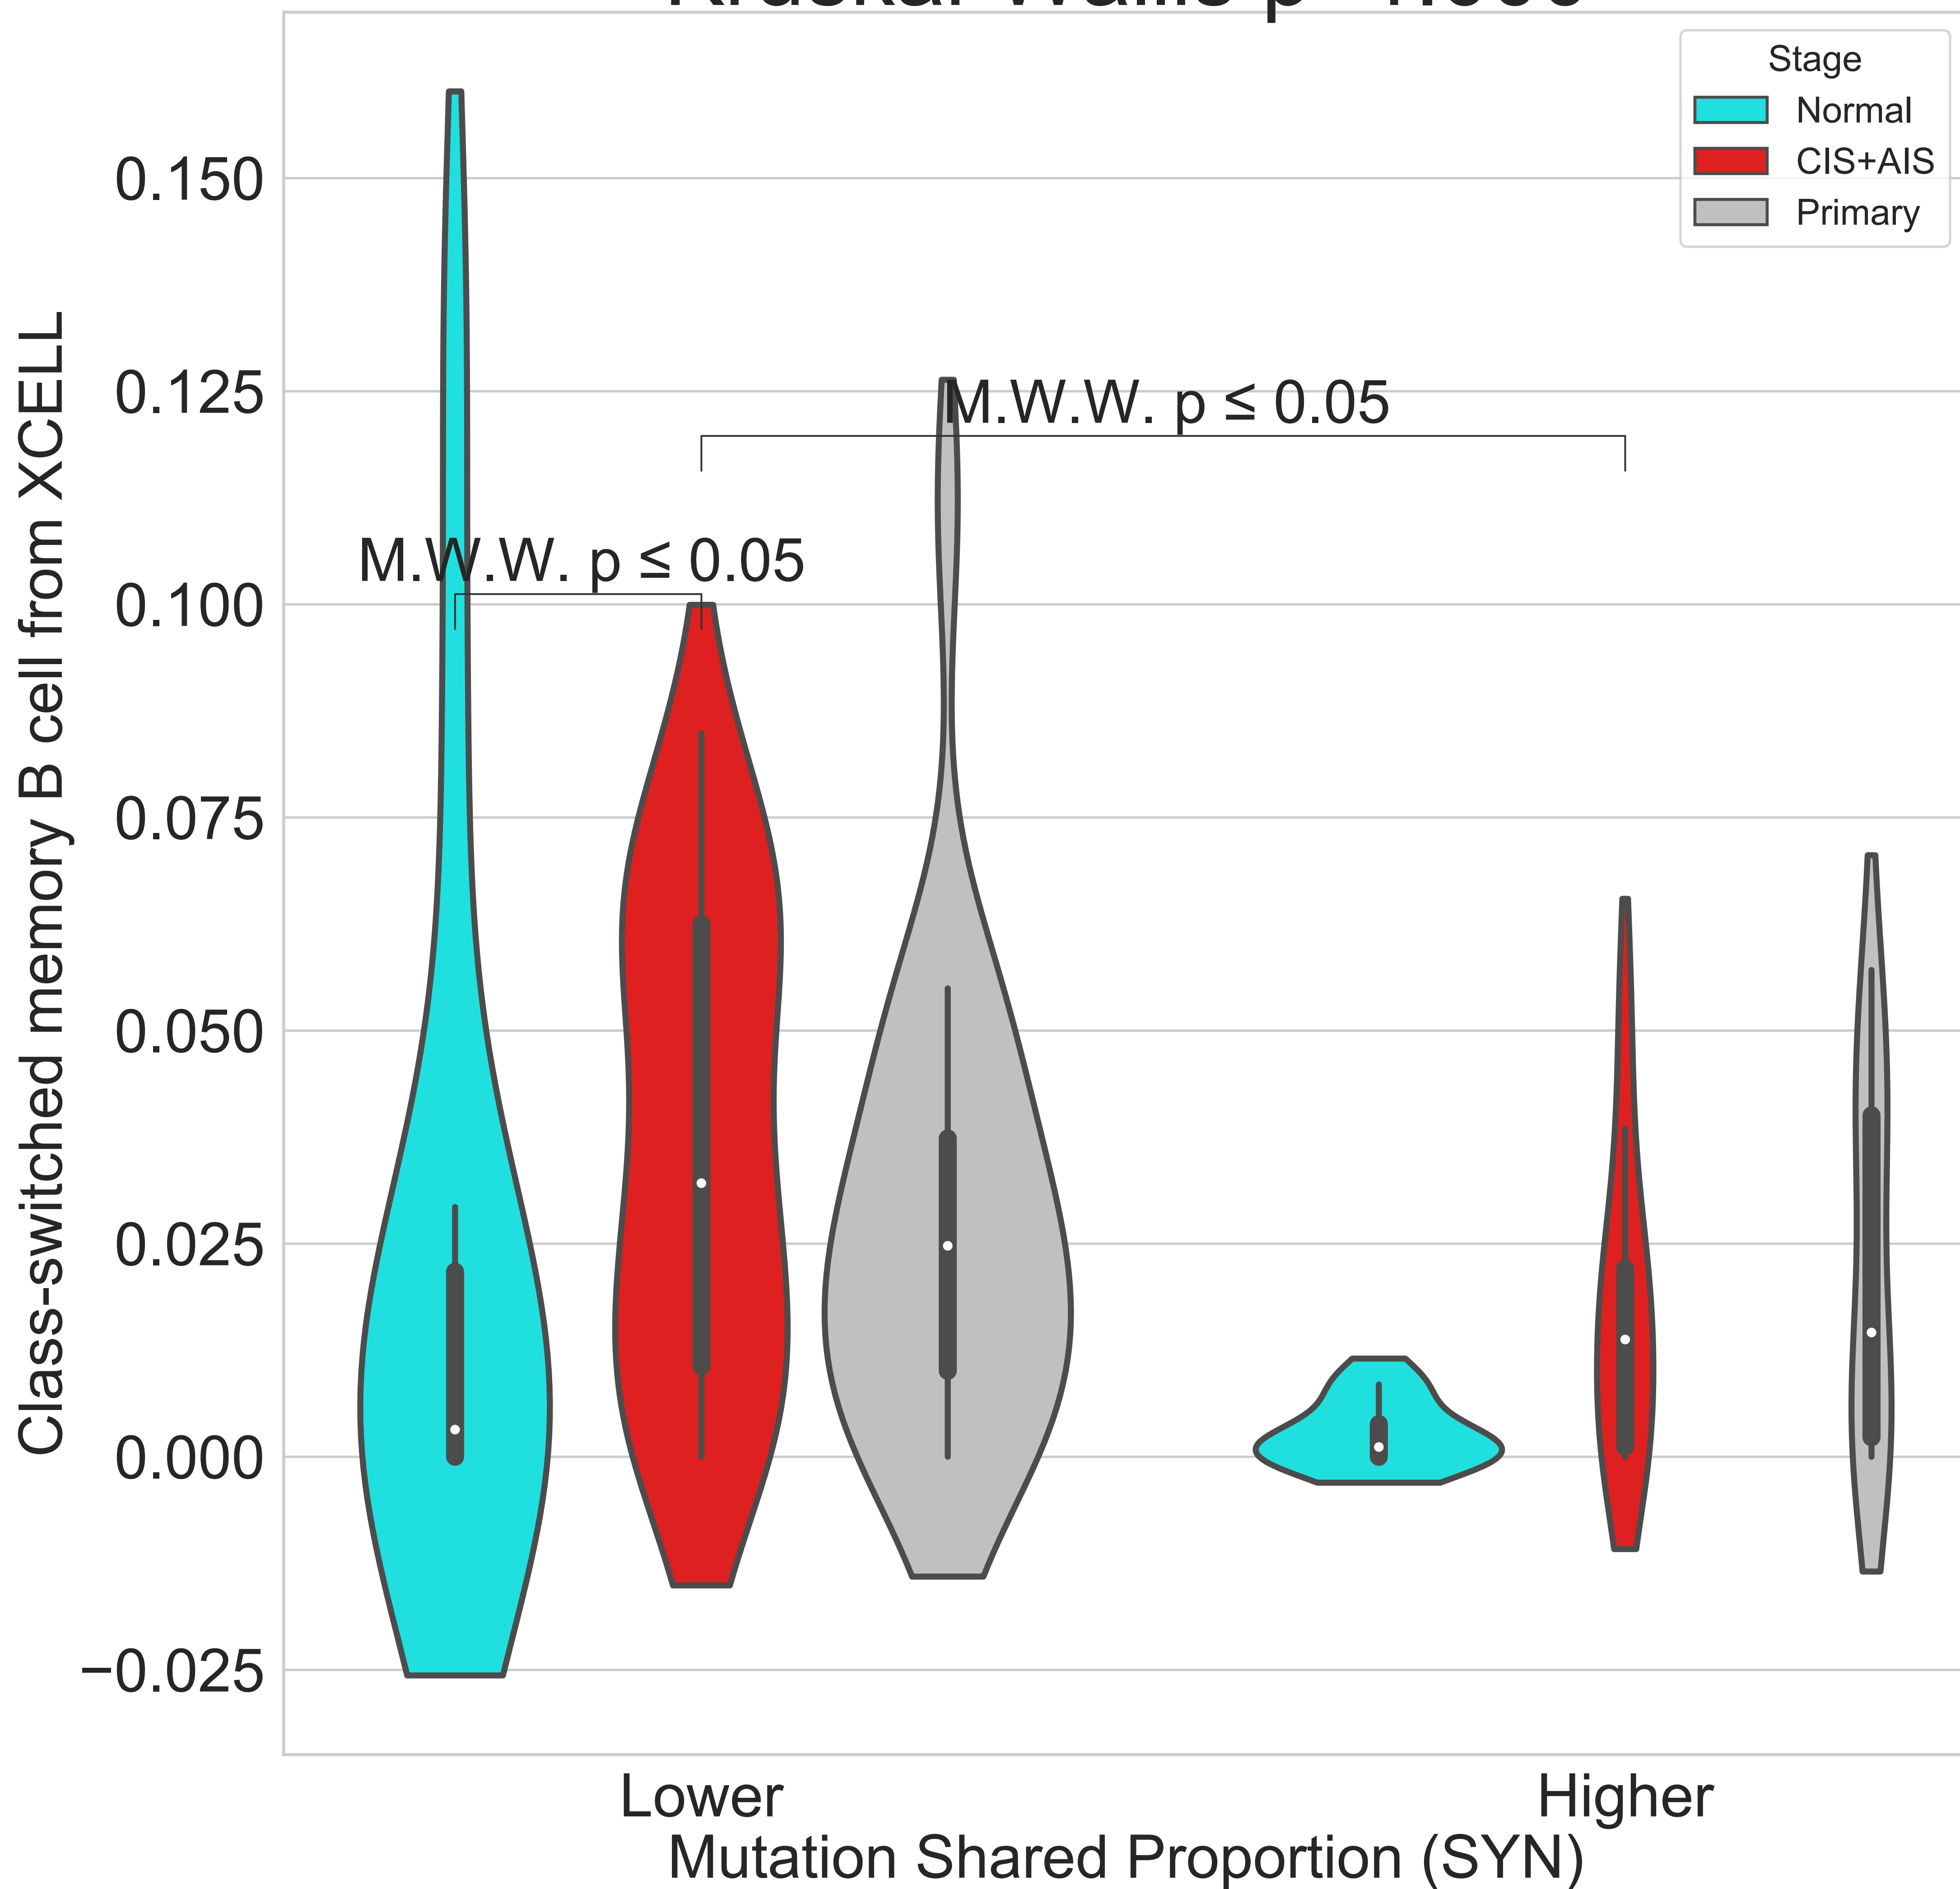 Stage
Normal
CIS+AIS
Primary
0.150
0.125
0.100
0.075
0.050
0.025
0.000
−0.025
Class-switched memory B cell from XCELL
M.W.W. p ≤ 0.05
M.W.W. p ≤ 0.05
Lower
Higher
Mutation Shared Proportion (SYN)